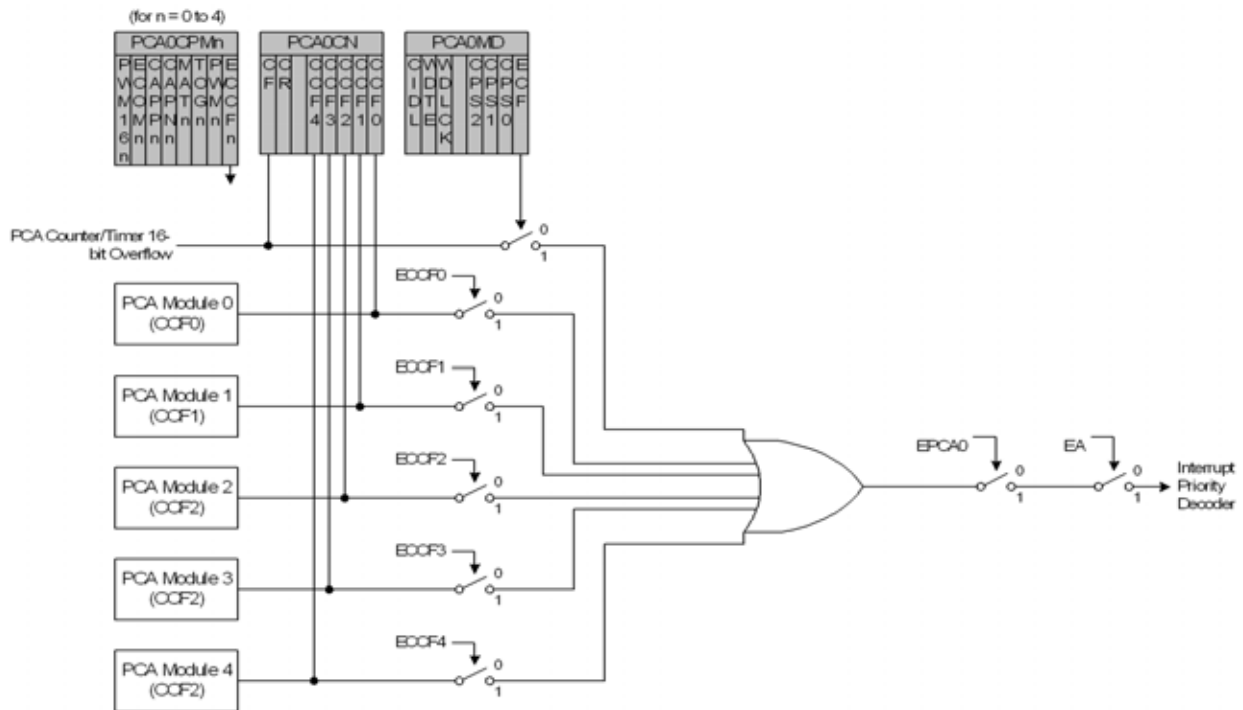 (for n = 0 to 4)
PCA0CPMn
PWM16n
ECOMn
CAPPn
CAPNn
MATn
TOGn
PWMn
ECCFn
PCA0CN
CF
CR
CCF4
CCF3
CCF2
CCF1
CCF0
PCA0MD
CIDL
WDTE
WDLCK
CPS2
CPS1
CPS0
ECF
PCA Counter/Timer 16-
bit Overflow
0
1
PCA Module 0
(CCF0)
ECCF0
0
1
PCA Module 1
(CCF1)
ECCF1
0
1
PCA Module 2
(CCF2)
ECCF2
0
1
PCA Module 3
(CCF2)
ECCF3
0
1
PCA Module 4
(CCF2)
ECCF4
0
1
EPCA0
0
1
EA
0
1
Interrupt
Priority
Decoder